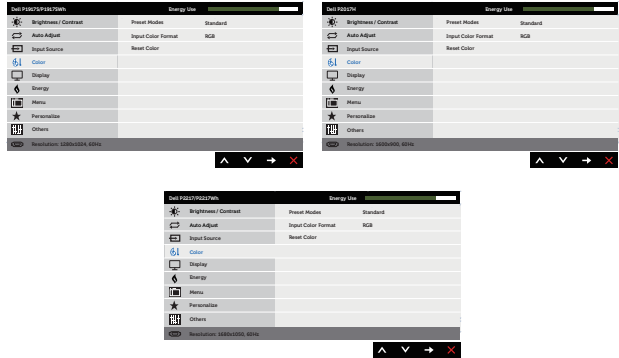 Dell P1917S/P1917SWh Energy Use
Brightness / Contrast Preset Modes Standard
Auto Adjust Input Color Format RGB
Input Source Reset Color
Color
Display
Energy
Menu
Personalize
Others
Resolution: 1280x1024, 60Hz
Dell P2017H Energy Use
Brightness / Contrast Preset Modes Standard
Auto Adjust Input Color Format RGB
Input Source Reset Color
Color
Display
Energy
Menu
Personalize
Others
Resolution: 1600x900, 60Hz
Dell P2217/P2217Wh Energy Use
Brightness / Contrast Preset Modes Standard
Auto Adjust Input Color Format RGB
Input Source Reset Color
Color
Display
Energy
Menu
Personalize
Others
Resolution: 1680x1050, 60Hz